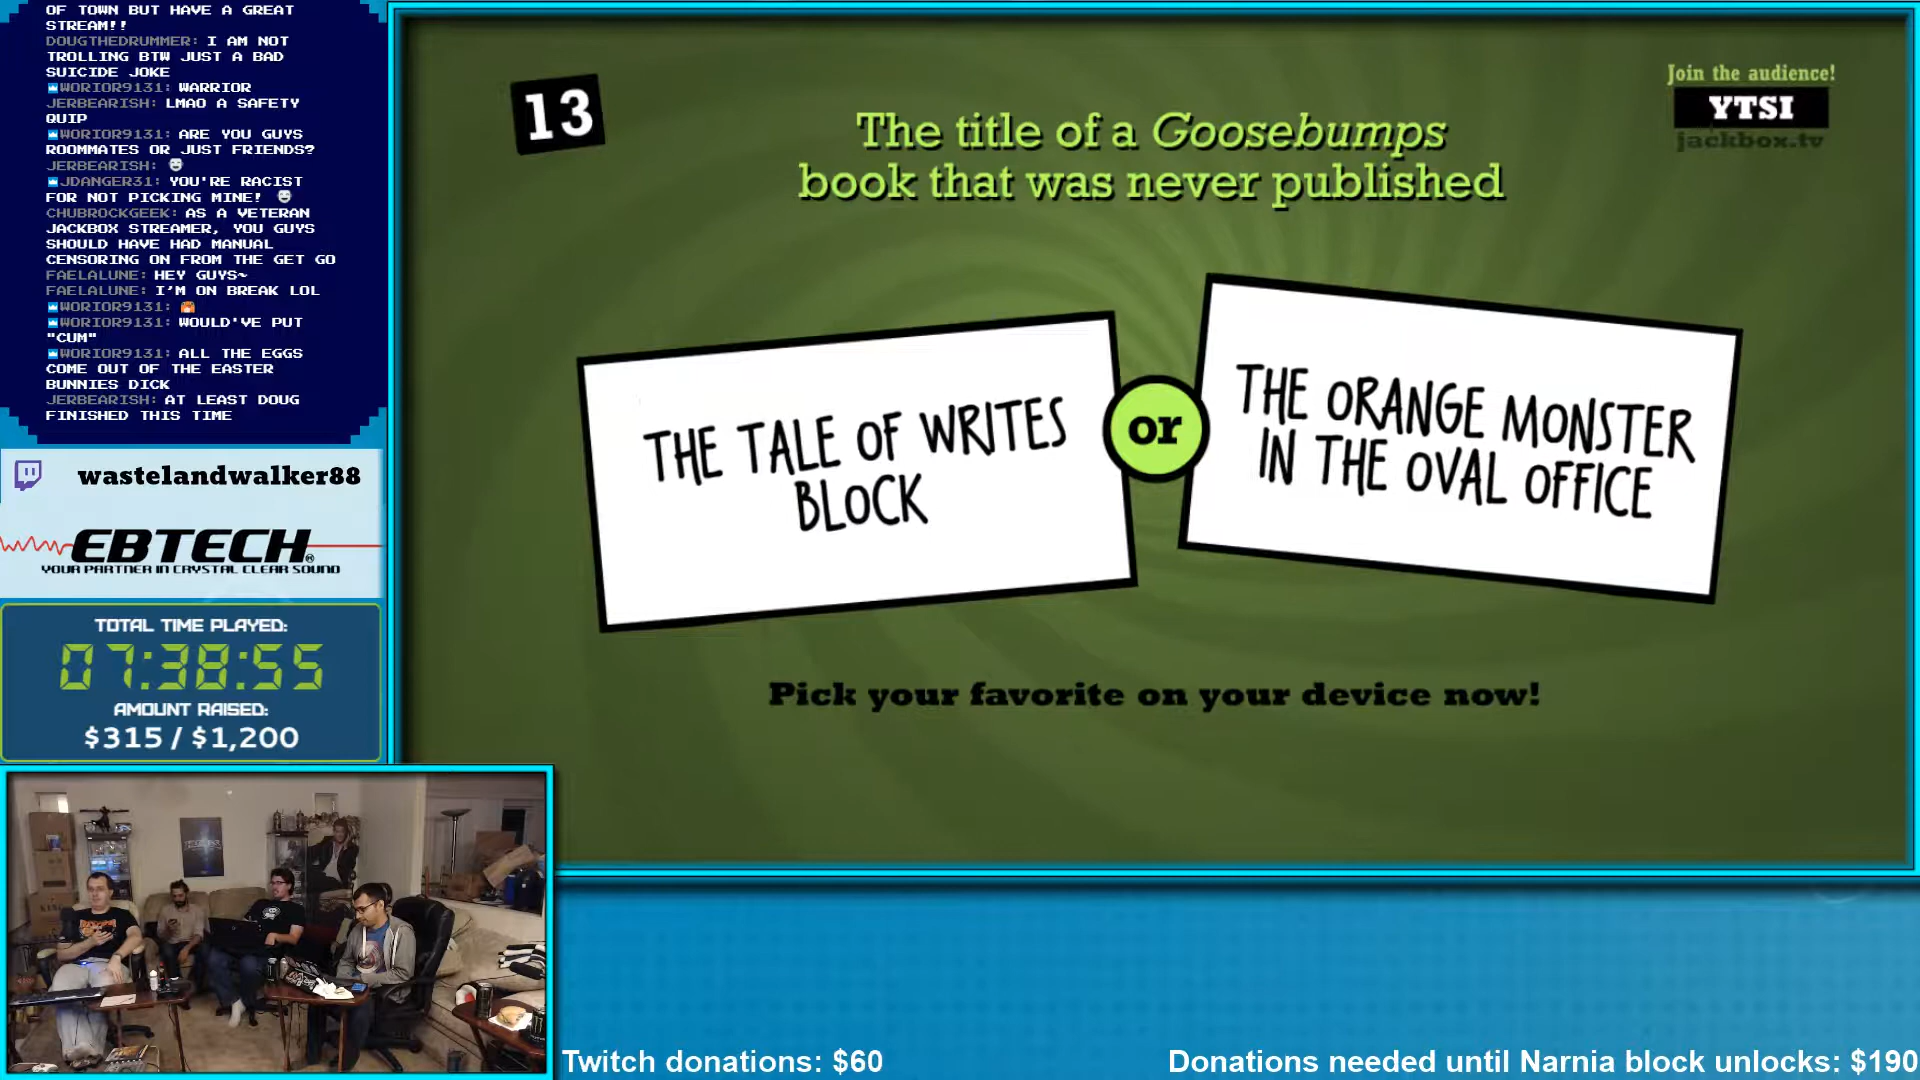 OF TOWN BUT HAVE A GREAT
STREAM!!
DOUGTHEDRUMMER: I AM NOT
TROLLING BTW JUST A BAD
SUICIDE JOKE
WORIOR9131: WARRIOR
JERBEARISH: LMAO A SAFETY
QUIP
WORIOR9131: ARE YOU GUYS
ROOMMATES OR JUST FRIENDS?
JERBEARISH:
JDANGER31: YOU'RE RACIST
FOR NOT PICKING MINE!
CHUBROCKGEEK: AS A VETERAN
JACKBOX STREAMER, YOU GUYS
SHOULD HAVE HAD MANUAL
CENSORING ON FROM THE GET GO
FAELALUNE: HEY GUYS~
FAELALUNE: I'M ON BREAK LOL
WORIOR9131:
WORIOR9131: WOULD'VE PUT
"CUM"
WORIOR9131: ALL THE EGGS
COME OUT OF THE EASTER
BUNNIES DICK
JERBEARISH: AT LEAST DOUG
FINISHED THIS TIME
wastelandwalker88
EBTECH®
YOUR PARTNER IN CRYSTAL CLEAR SOUND
TOTAL TIME PLAYED:
07:38:55
AMOUNT RAISED:
$315 / $1,200
13
The title of a Goosebumps
book that was never published
Join the audience!
YTSI
jackbox.tv
THE TALE OF WRITES
BLOCK
or
THE ORANGE MONSTER
IN THE OVAL OFFICE
Pick your favorite on your device now!
Twitch donations: $60
Donations needed until Narnia block unlocks: $190